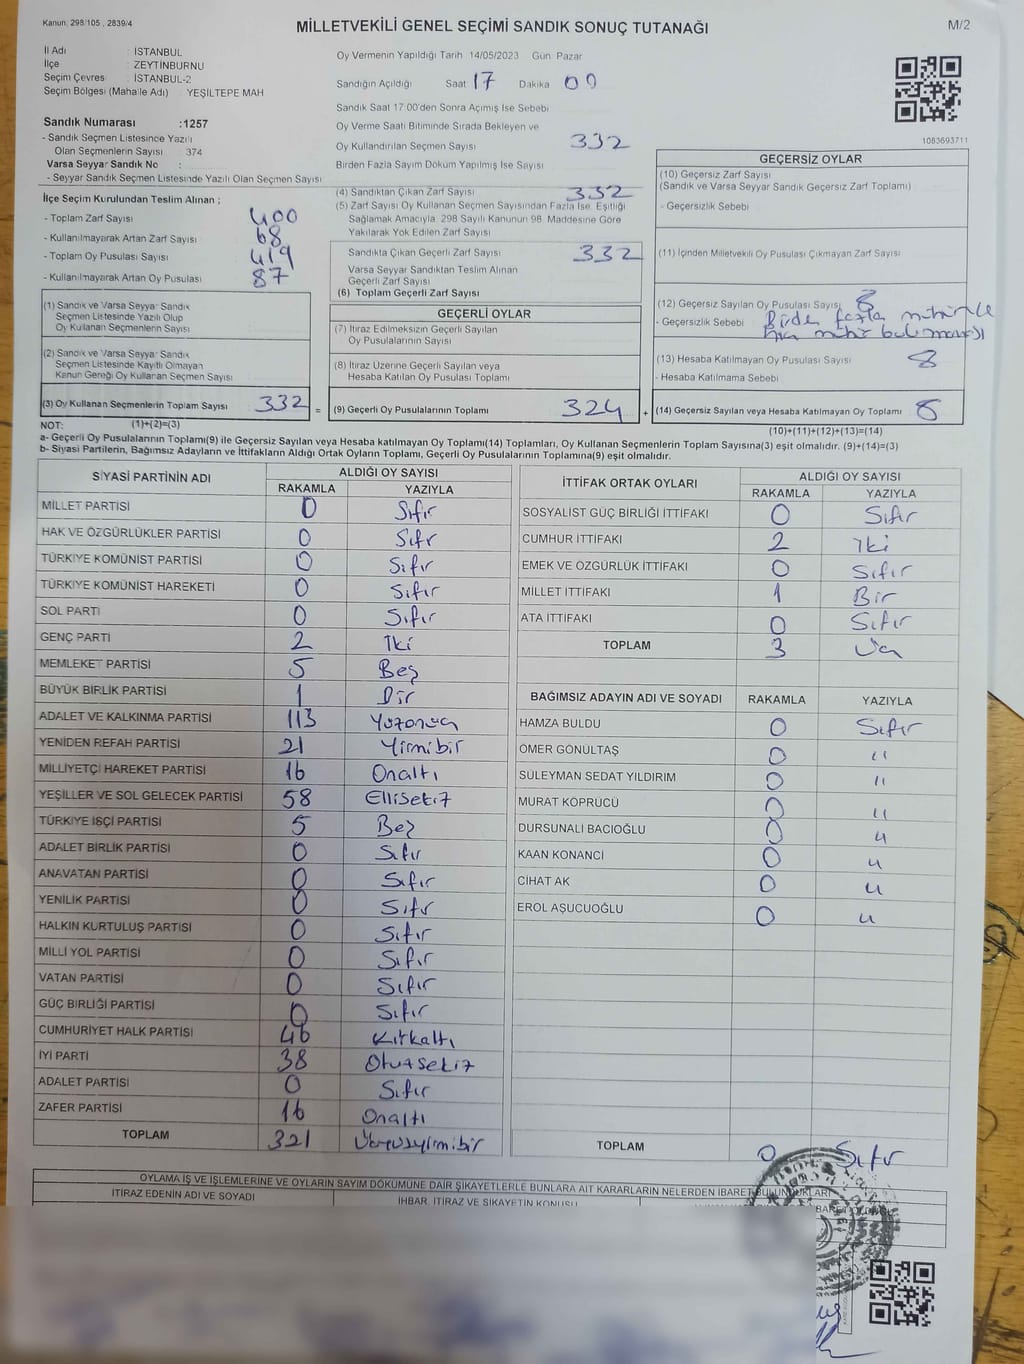 Kanun: 298/105 , 2839/4
MİLLETVEKİLİ GENEL SEÇİMİ SANDIK SONUÇ TUTANAĞI
M/2
İl Adı : İSTANBUL
İlçe : ZEYTİNBURNU
Seçim Çevres : İSTANBUL-2
Seçim Bölgesi (Mahalle Adı) : YEŞİLTEPE MAH
Oy Vermenin Yapıldığı Tarih 14/05/2023 Gün Pazar
Sandığın Açıldığı Saat 17 Dakika 00
Sandık Saat 17:00'den Sonra Açımış İse Sebebi
Oy Verme Saati Bitiminde Sırada Bekleyen ve
Oy Kullandırılan Seçmen Sayısı 332
Birden Fazla Sayım Döküm Yapılmış İse Sayısı
1083693711
Sandık Numarası :1257
- Sandık Seçmen Listesince Yazılı
Olan Seçmenlerin Sayısı 374
Varsa Seyyar Sandık No :
- Seyyar Sandık Seçmen Listesinde Yazılı Olan Seçmen Sayısı
İlçe Seçim Kurulundan Teslim Alınan ;
- Toplam Zarf Sayısı 400
- Kullanılmayarak Artan Zarf Sayısı 68
- Toplam Oy Pusulası Sayısı 419
- Kullanılmayarak Artan Oy Pusulası 87
(4) Sandıktan Çıkan Zarf Sayısı 332
(5) Zarf Sayısı Oy Kullanan Seçmen Sayısından Fazla İse, Eşitliği
Sağlamak Amacıyla, 298 Sayılı Kanunun 98. Maddesine Göre
Yakılarak Yok Edilen Zarf Sayısı
Sandıkta Çıkan Geçerli Zarf Sayısı 332
Varsa Seyyar Sandıktan Teslim Alınan
Geçerli Zarf Sayısı
(6) Toplam Geçerli Zarf Sayısı
GEÇERSİZ OYLAR
(10) Geçersiz Zarf Sayısı
(Sandık ve Varsa Seyyar Sandık Geçersiz Zarf Toplamı)
- Geçersizlik Sebebi
(11) İçinden Milletvekili Oy Pusulası Çıkmayan Zarf Sayısı
(12) Geçersiz Sayılan Oy Pusulası Sayısı 8
- Geçersizlik Sebebi Birden fazla mühürle
hiç mühür bulunmayışı
(13) Hesaba Katılmayan Oy Pusulası Sayısı 8
- Hesaba Katılmama Sebebi
(1) Sandık ve Varsa Seyyar Sandık
Seçmen Listesinde Yazılı Olup
Oy Kullanan Seçmenlerin Sayısı
(2) Sandık ve Varsa Seyyar Sandık
Seçmen Listesinde Kayıtlı Olmayan
Kanun Gereği Oy Kullanan Seçmen Sayısı
(3) Oy Kullanan Seçmenlerin Toplam Sayısı 332 =
GEÇERLİ OYLAR
(7) İtiraz Edilmeksizin Geçerli Sayılan
Oy Pusulalarının Sayısı
(8) İtiraz Üzerine Geçerli Sayılan veya
Hesaba Katılan Oy Pusulası Toplamı
(9) Geçerli Oy Pusulalarının Toplamı 324 +
(14) Geçersiz Sayılan veya Hesaba Katılmayan Oy Toplamı 8
NOT: (1)+(2)=(3)
(10)+(11)+(12)+(13)=(14)
a- Geçerli Oy Pusulalarının Toplamı(9) ile Geçersiz Sayılan veya Hesaba katılmayan Oy Toplamı(14) Toplamları, Oy Kullanan Seçmenlerin Toplam Sayısına(3) eşit olmalıdır. (9)+(14)=(3)
b- Siyasi Partilerin, Bağımsız Adayların ve İttifakların Aldığı Ortak Oyların Toplamı, Geçerli Oy Pusulalarının Toplamına(9) eşit olmalıdır.
SİYASİ PARTİNİN ADI ALDIĞI OY SAYISI
RAKAMLA YAZIYLA
MİLLET PARTİSİ 0 Sıfır
HAK VE ÖZGÜRLÜKLER PARTİSİ 0 Sıfr
TÜRKİYE KOMÜNİST PARTİSİ 0 Sıfır
TÜRKİYE KOMÜNİST HAREKETİ 0 Sıfır
SOL PARTİ 0 Sıfır
GENÇ PARTİ 2 İki
MEMLEKET PARTİSİ 5 Beş
BÜYÜK BİRLİK PARTİSİ 1 Bir
ADALET VE KALKINMA PARTİSİ 113 Yüzonüç
YENİDEN REFAH PARTİSİ 21 Yirmibir
MİLLİYETÇİ HAREKET PARTİSİ 16 Onaltı
YEŞİLLER VE SOL GELECEK PARTİSİ 58 Ellisekiz
TÜRKİYE İŞÇİ PARTİSİ 5 Beş
ADALET BİRLİK PARTİSİ 0 Sıfır
ANAVATAN PARTİSİ 0 Sıfır
YENİLİK PARTİSİ 0 Sıfır
HALKIN KURTULUŞ PARTİSİ 0 Sıfır
MİLLİ YOL PARTİSİ 0 Sıfır
VATAN PARTİSİ 0 Sıfır
GÜÇ BİRLİĞİ PARTİSİ 0 Sıfır
CUMHURİYET HALK PARTİSİ 46 Kırkaltı
İYİ PARTİ 38 Otuzsekiz
ADALET PARTİSİ 0 Sıfır
ZAFER PARTİSİ 16 Onaltı
TOPLAM 321 Üçyüzyirmibir
İTTİFAK ORTAK OYLARI ALDIĞI OY SAYISI
RAKAMLA YAZIYLA
SOSYALİST GÜÇ BİRLİĞİ İTTİFAKI 0 Sıfır
CUMHUR İTTİFAKI 2 İki
EMEK VE ÖZGÜRLÜK İTTİFAKI 0 Sıfır
MİLLET İTTİFAKI 1 Bir
ATA İTTİFAKI 0 Sıfır
TOPLAM 3 Üç
BAĞIMSIZ ADAYIN ADI VE SOYADI RAKAMLA YAZIYLA
HAMZA BULDU 0 Sıfır
ÖMER GÖNÜLTAŞ 0 "
SÜLEYMAN SEDAT YILDIRIM 0 "
MURAT KÖPRÜCÜ 0 "
DURSUNALİ BACIOĞLU 0 "
KAAN KONANCİ 0 "
CİHAT AK 0 "
EROL AŞUCUOĞLU 0 "
TOPLAM 0 Sıfır
OYLAMA İŞ VE İŞLEMLERİNE VE OYLARIN SAYIM DÖKÜMÜNE DAİR ŞİKAYETLERLE BUNLARA AİT KARARLARIN NELERDEN İBARET BULUNDUKLARI
İTİRAZ EDENİN ADI VE SOYADI
İHBAR, İTİRAZ VE ŞİKAYETİN KONUSU